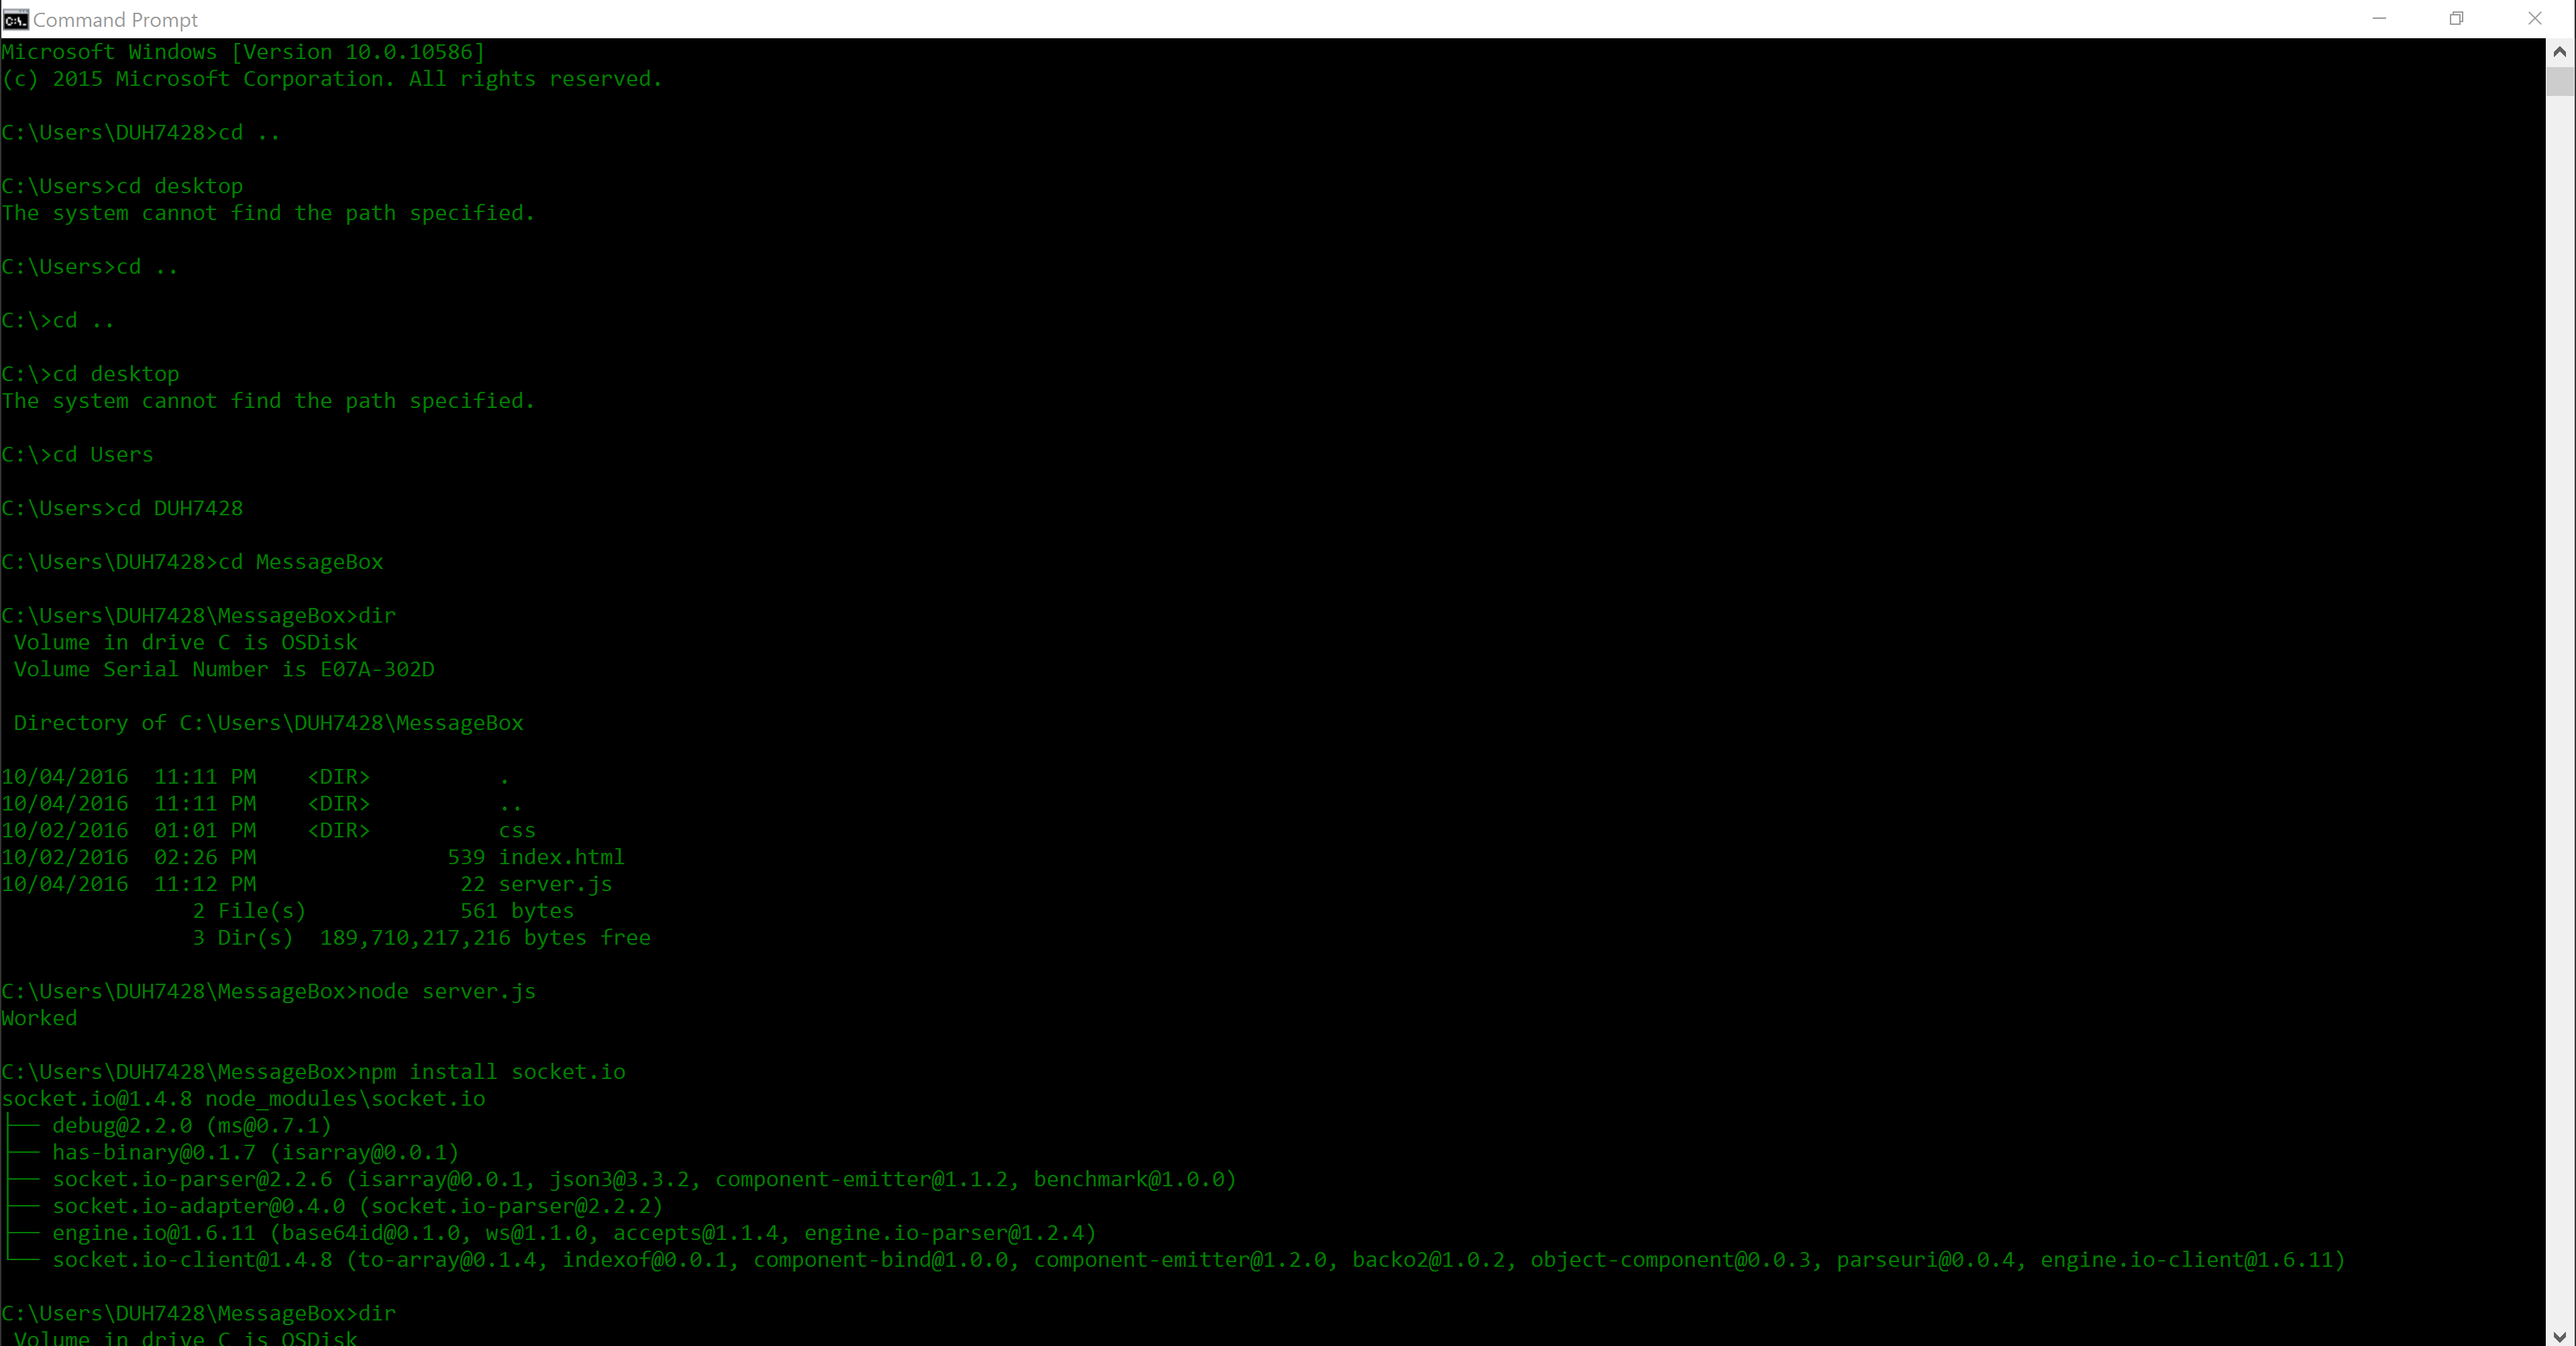 Command Prompt
Microsoft Windows [Version 10.0.10586]
(c) 2015 Microsoft Corporation. All rights reserved.
C:\Users\DUH7428>cd ..
C:\Users>cd desktop
The system cannot find the path specified.
C:\Users>cd ..
C:\>cd ..
C:\>cd desktop
The system cannot find the path specified.
C:\>cd Users
C:\Users>cd DUH7428
C:\Users\DUH7428>cd MessageBox
C:\Users\DUH7428\MessageBox>dir
 Volume in drive C is OSDisk
 Volume Serial Number is E07A-302D
 Directory of C:\Users\DUH7428\MessageBox
10/04/2016  11:11 PM    <DIR>          .
10/04/2016  11:11 PM    <DIR>          ..
10/02/2016  01:01 PM    <DIR>          css
10/02/2016  02:26 PM               539 index.html
10/04/2016  11:12 PM                22 server.js
               2 File(s)            561 bytes
               3 Dir(s)  189,710,217,216 bytes free
C:\Users\DUH7428\MessageBox>node server.js
Worked
C:\Users\DUH7428\MessageBox>npm install socket.io
socket.io@1.4.8 node_modules\socket.io
├── debug@2.2.0 (ms@0.7.1)
├── has-binary@0.1.7 (isarray@0.0.1)
├── socket.io-parser@2.2.6 (isarray@0.0.1, json3@3.3.2, component-emitter@1.1.2, benchmark@1.0.0)
├── socket.io-adapter@0.4.0 (socket.io-parser@2.2.2)
├── engine.io@1.6.11 (base64id@0.1.0, ws@1.1.0, accepts@1.1.4, engine.io-parser@1.2.4)
└── socket.io-client@1.4.8 (to-array@0.1.4, indexof@0.0.1, component-bind@1.0.0, component-emitter@1.2.0, backo2@1.0.2, object-component@0.0.3, parseuri@0.0.4, engine.io-client@1.6.11)
C:\Users\DUH7428\MessageBox>dir
 Volume in drive C is OSDisk